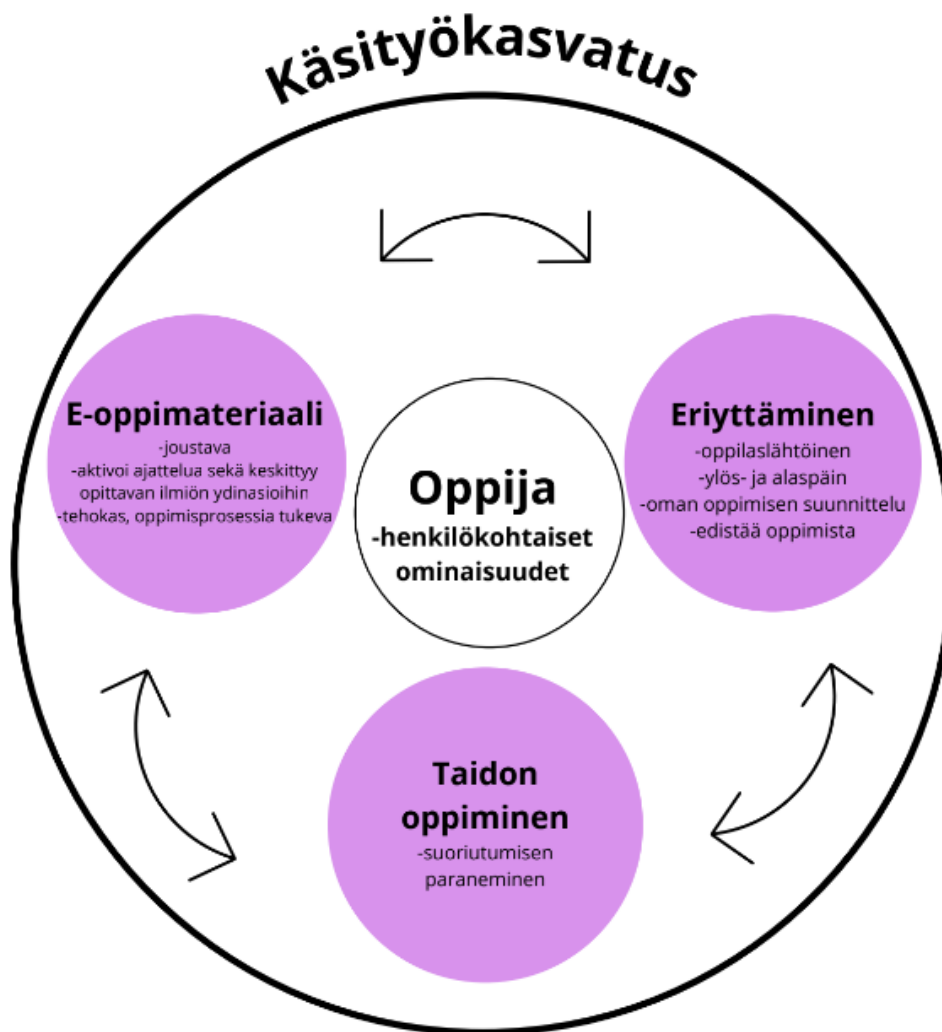 Käsityökasvatus
E-oppimateriaali
-joustava
-aktivoi ajattelua sekä keskittyy
opittavan ilmiön ydinasioihin
-tehokas, oppimisprosessia tukeva
Oppija
-henkilökohtaiset
ominaisuudet
Eriyttäminen
-oppilaslähtöinen
-ylös- ja alaspäin
-oman oppimisen suunnittelu
-edistää oppimista
Taidon
oppiminen
-suoriutumisen
paraneminen